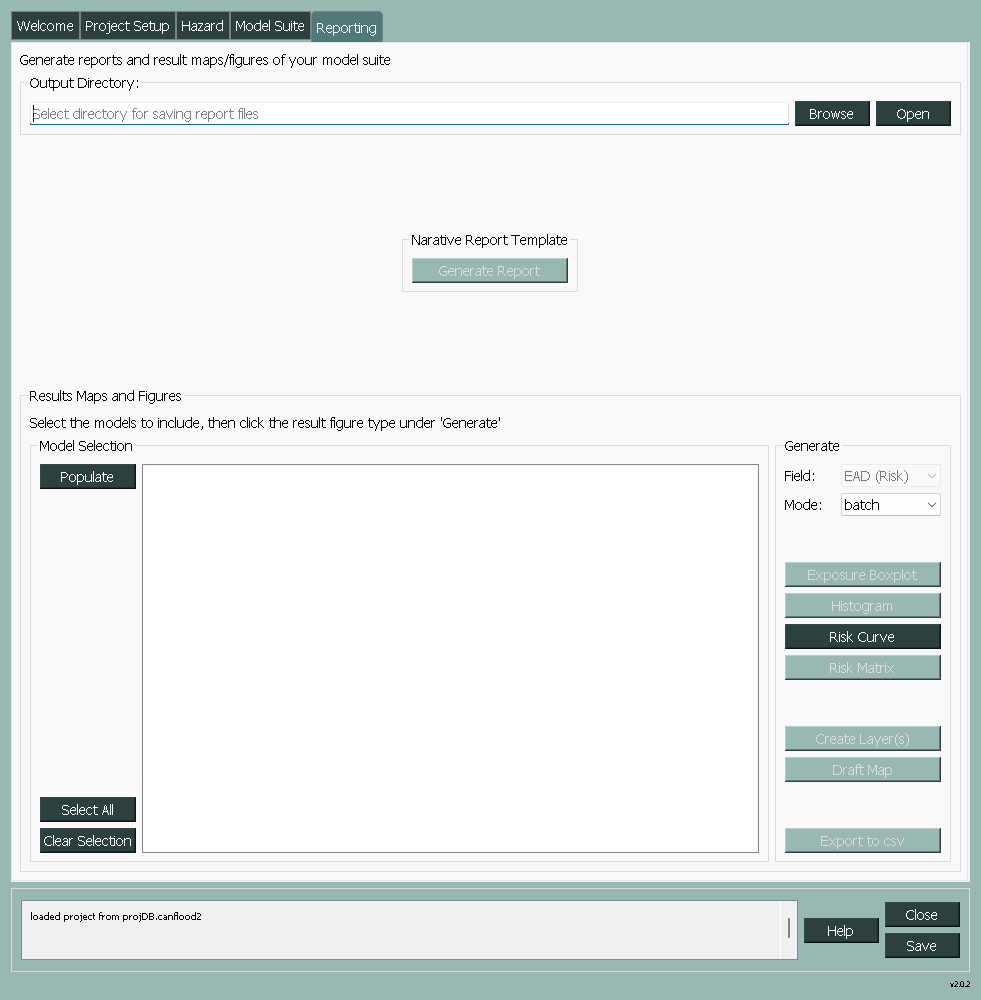 Welcome Project Setup Hazard Model Suite Reporting
Generate reports and result maps/figures of your model suite
Output Directory:
Select directory for saving report files Browse Open
Narative Report Template
Generate Report
Results Maps and Figures
Select the models to include, then click the result figure type under 'Generate'
Model Selection
Populate
Select All
Clear Selection
Generate
Field: EAD (Risk)
Mode: batch
Exposure Boxplot
Histogram
Risk Curve
Risk Matrix
Create Layer(s)
Draft Map
Export to csv
loaded project from projDB.canflood2
Help
Close
Save
v2.0.2